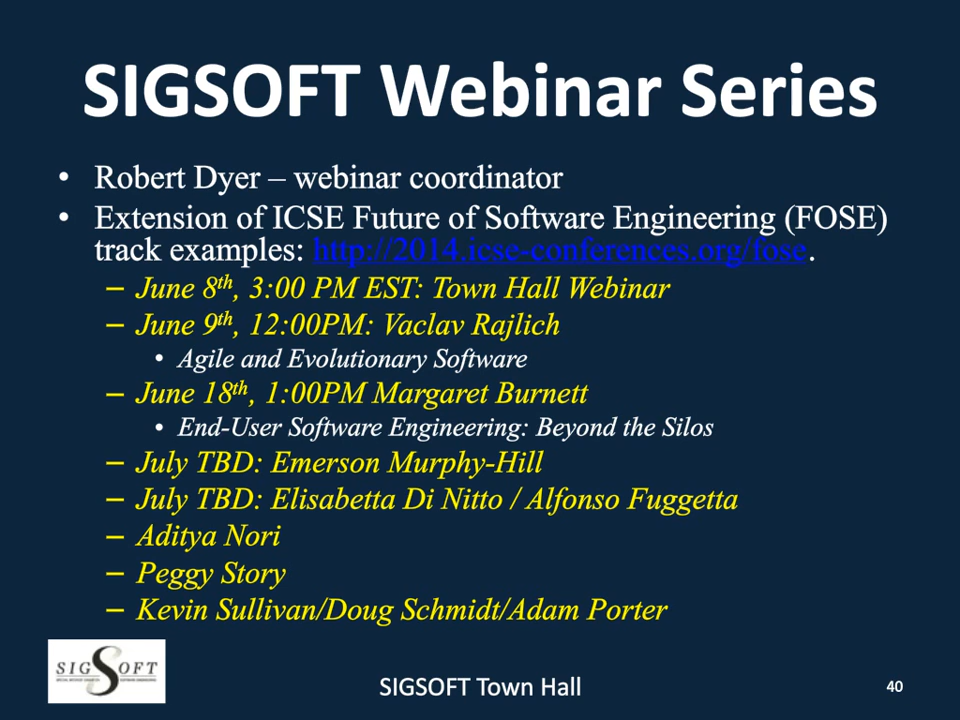 SIGSOFT Webinar Series
• Robert Dyer – webinar coordinator
• Extension of ICSE Future of Software Engineering (FOSE)
track examples: http://2014.icse-conferences.org/fose.
– June 8th, 3:00 PM EST: Town Hall Webinar
– June 9th, 12:00PM: Vaclav Rajlich
• Agile and Evolutionary Software
– June 18th, 1:00PM Margaret Burnett
• End-User Software Engineering: Beyond the Silos
– July TBD: Emerson Murphy-Hill
– July TBD: Elisabetta Di Nitto / Alfonso Fuggetta
– Aditya Nori
– Peggy Story
– Kevin Sullivan/Doug Schmidt/Adam Porter
SIGSOFT
SIGSOFT Town Hall
40